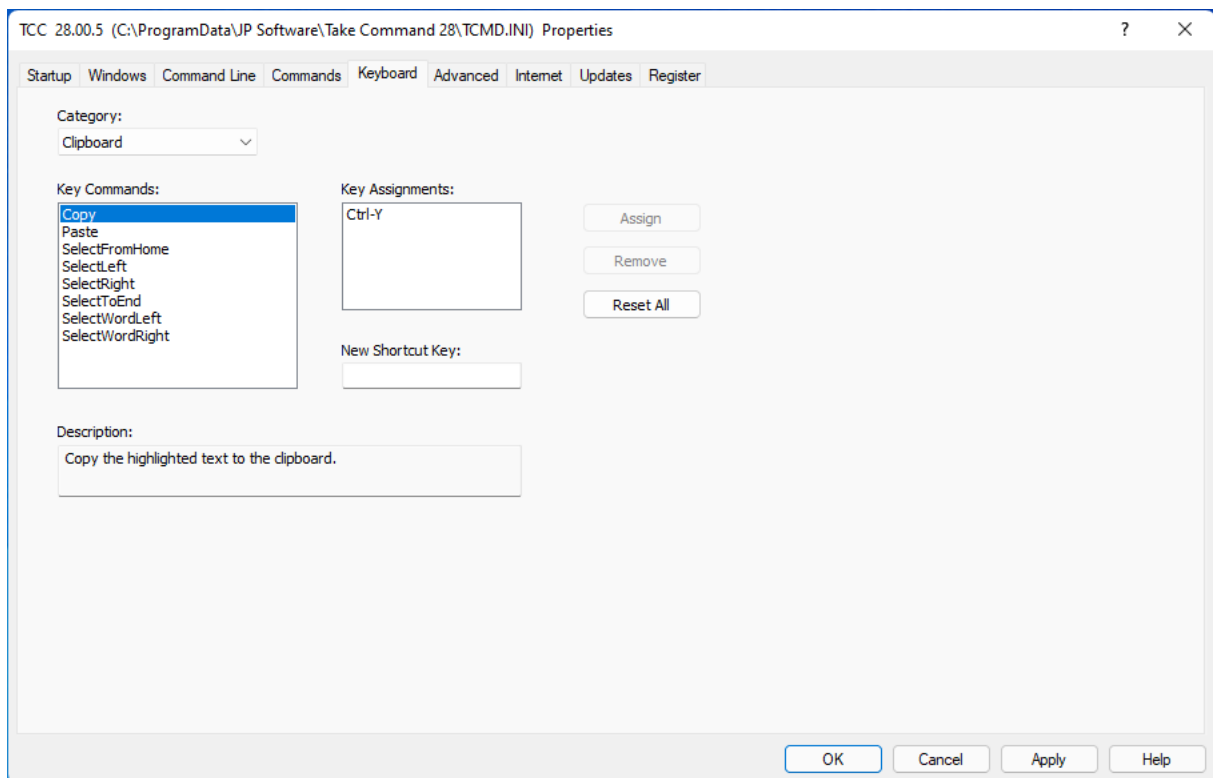 TCC 28.00.5 (C:\ProgramData\JP Software\Take Command 28\TCMD.INI) Properties
Startup Windows Command Line Commands Keyboard Advanced Internet Updates Register
Category:
Clipboard
Key Commands:
Copy
Paste
SelectFromHome
SelectLeft
SelectRight
SelectToEnd
SelectWordLeft
SelectWordRight
Key Assignments:
Ctrl-Y
Assign
Remove
Reset All
New Shortcut Key:
Description:
Copy the highlighted text to the clipboard.
OK Cancel Apply Help